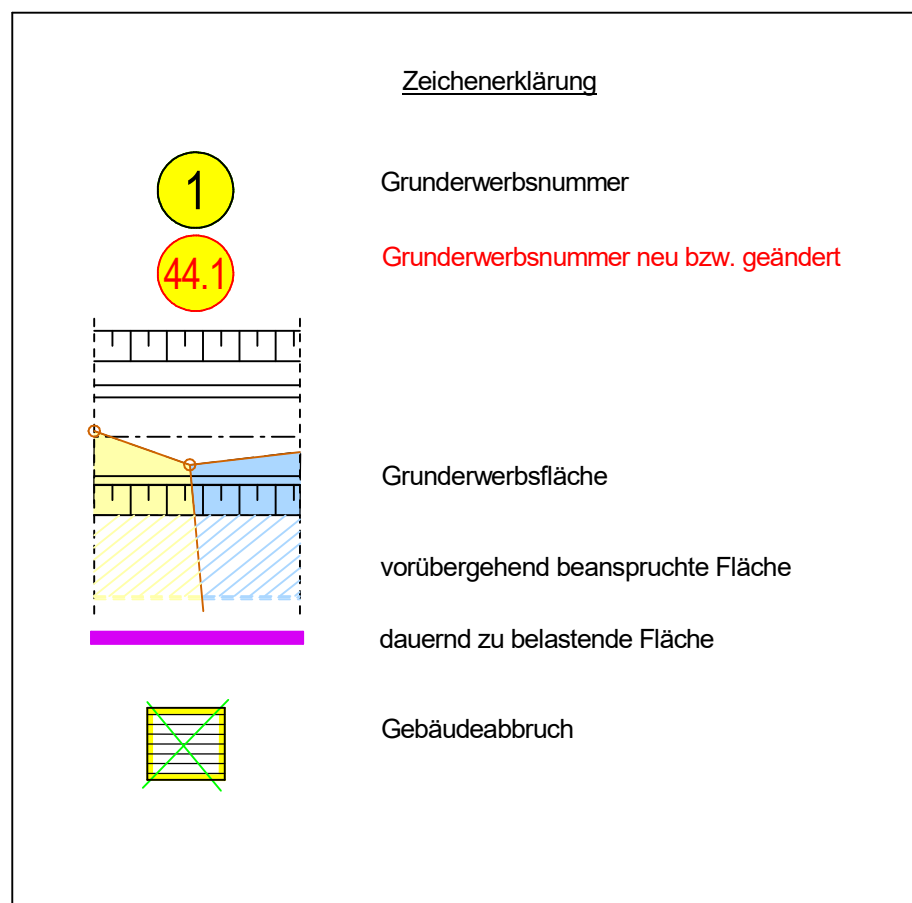 Zeichenerklärung
1
Grunderwerbsnummer
44.1
Grunderwerbsnummer neu bzw. geändert
Grunderwerbsfläche
vorübergehend beanspruchte Fläche
dauernd zu belastende Fläche
Gebäudeabbruch